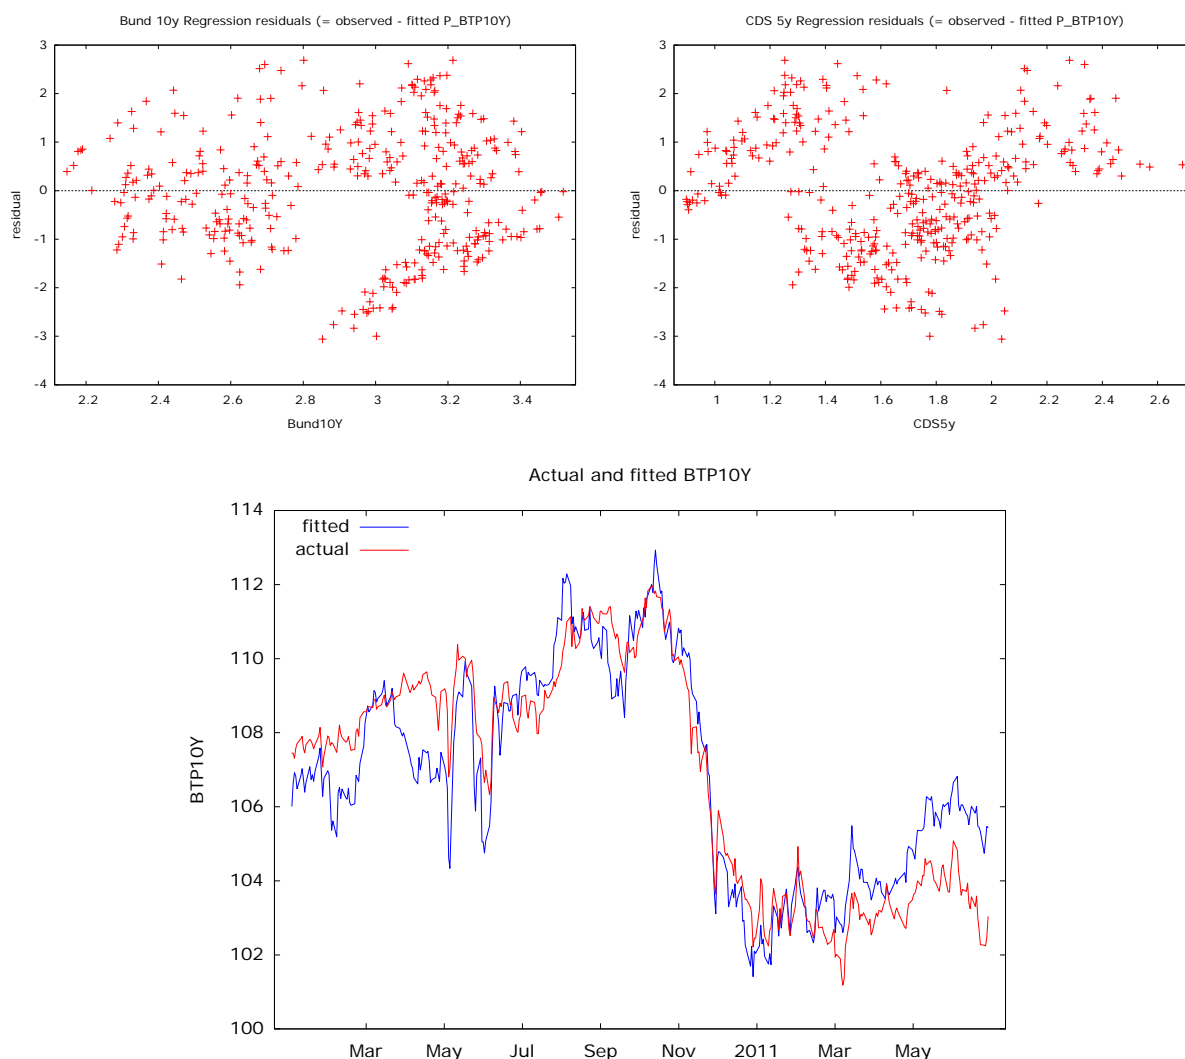 Bund 10y Regression residuals (= observed - fitted P_BTP10Y)
3
2
1
0
-1
-2
-3
-4
residual
2.2 2.4 2.6 2.8 3 3.2 3.4
Bund10Y
CDS 5y Regression residuals (= observed - fitted P_BTP10Y)
3
2
1
0
-1
-2
-3
-4
residual
1 1.2 1.4 1.6 1.8 2 2.2 2.4 2.6
CDS5y
Actual and fitted BTP10Y
fitted
actual
114
112
110
108
106
104
102
100
BTP10Y
Mar May Jul Sep Nov 2011 Mar May